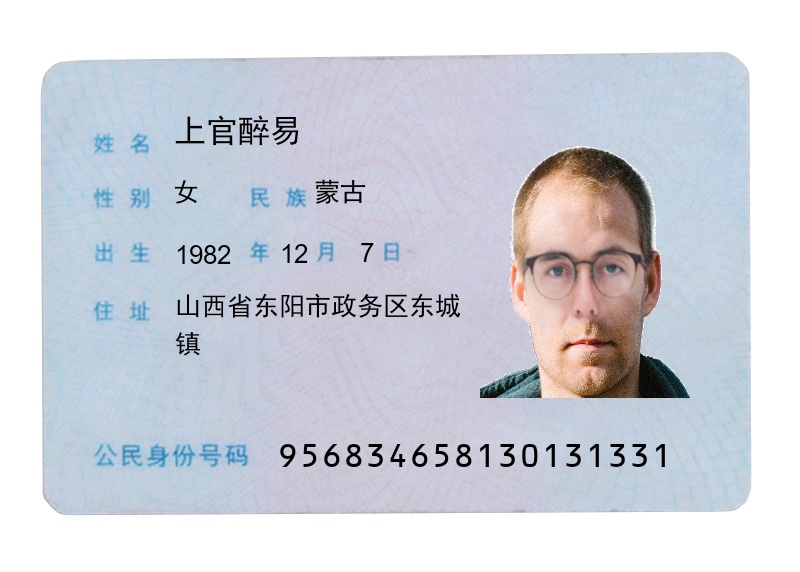 姓名 上官醉易
性别 女 民族 蒙古
出生 1982 年 12 月 7 日
住址 山西省东阳市政务区东城
镇
公民身份号码 956834658130131331